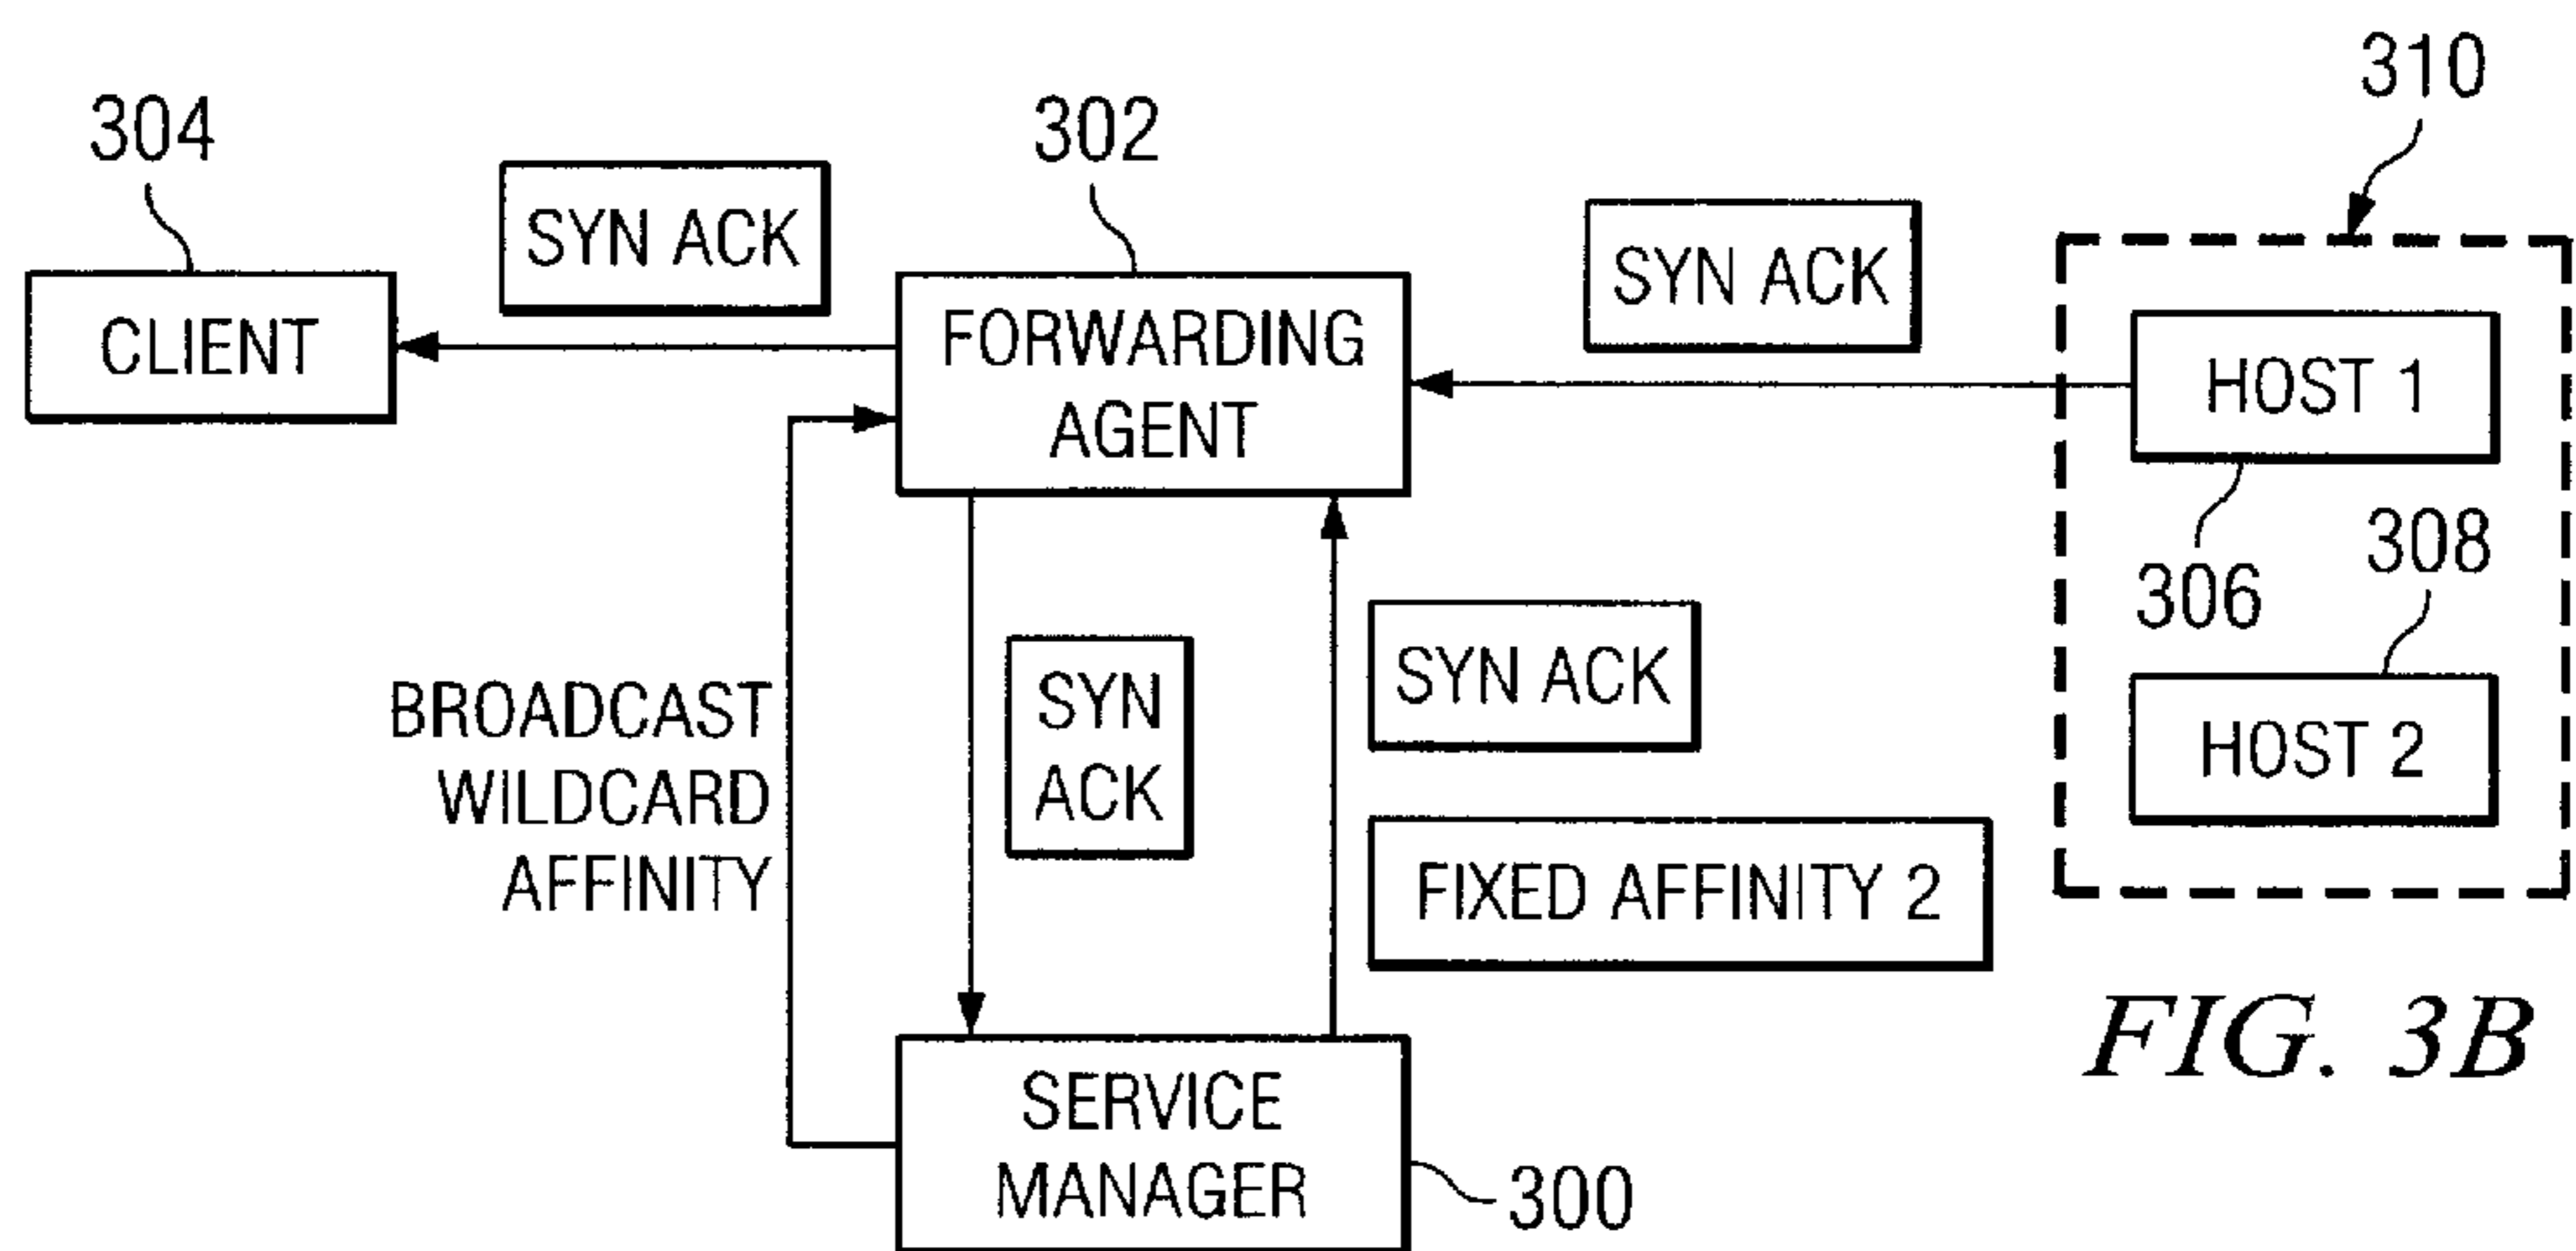 310
304
302
SYN ACK
SYN ACK
CLIENT
FORWARDING
AGENT
HOST 1
306
308
SYN
ACK
SYN ACK
BROADCAST
WILDCARD
AFFINITY
HOST 2
FIXED AFFINITY 2
FIG. 3B
SERVICE
MANAGER
300